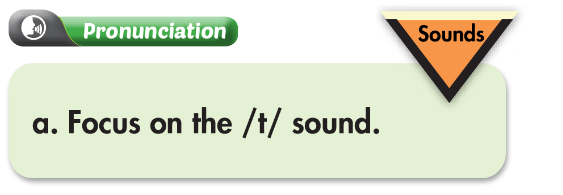 Pronunciation
Sounds
a. Focus on the /t/ sound.